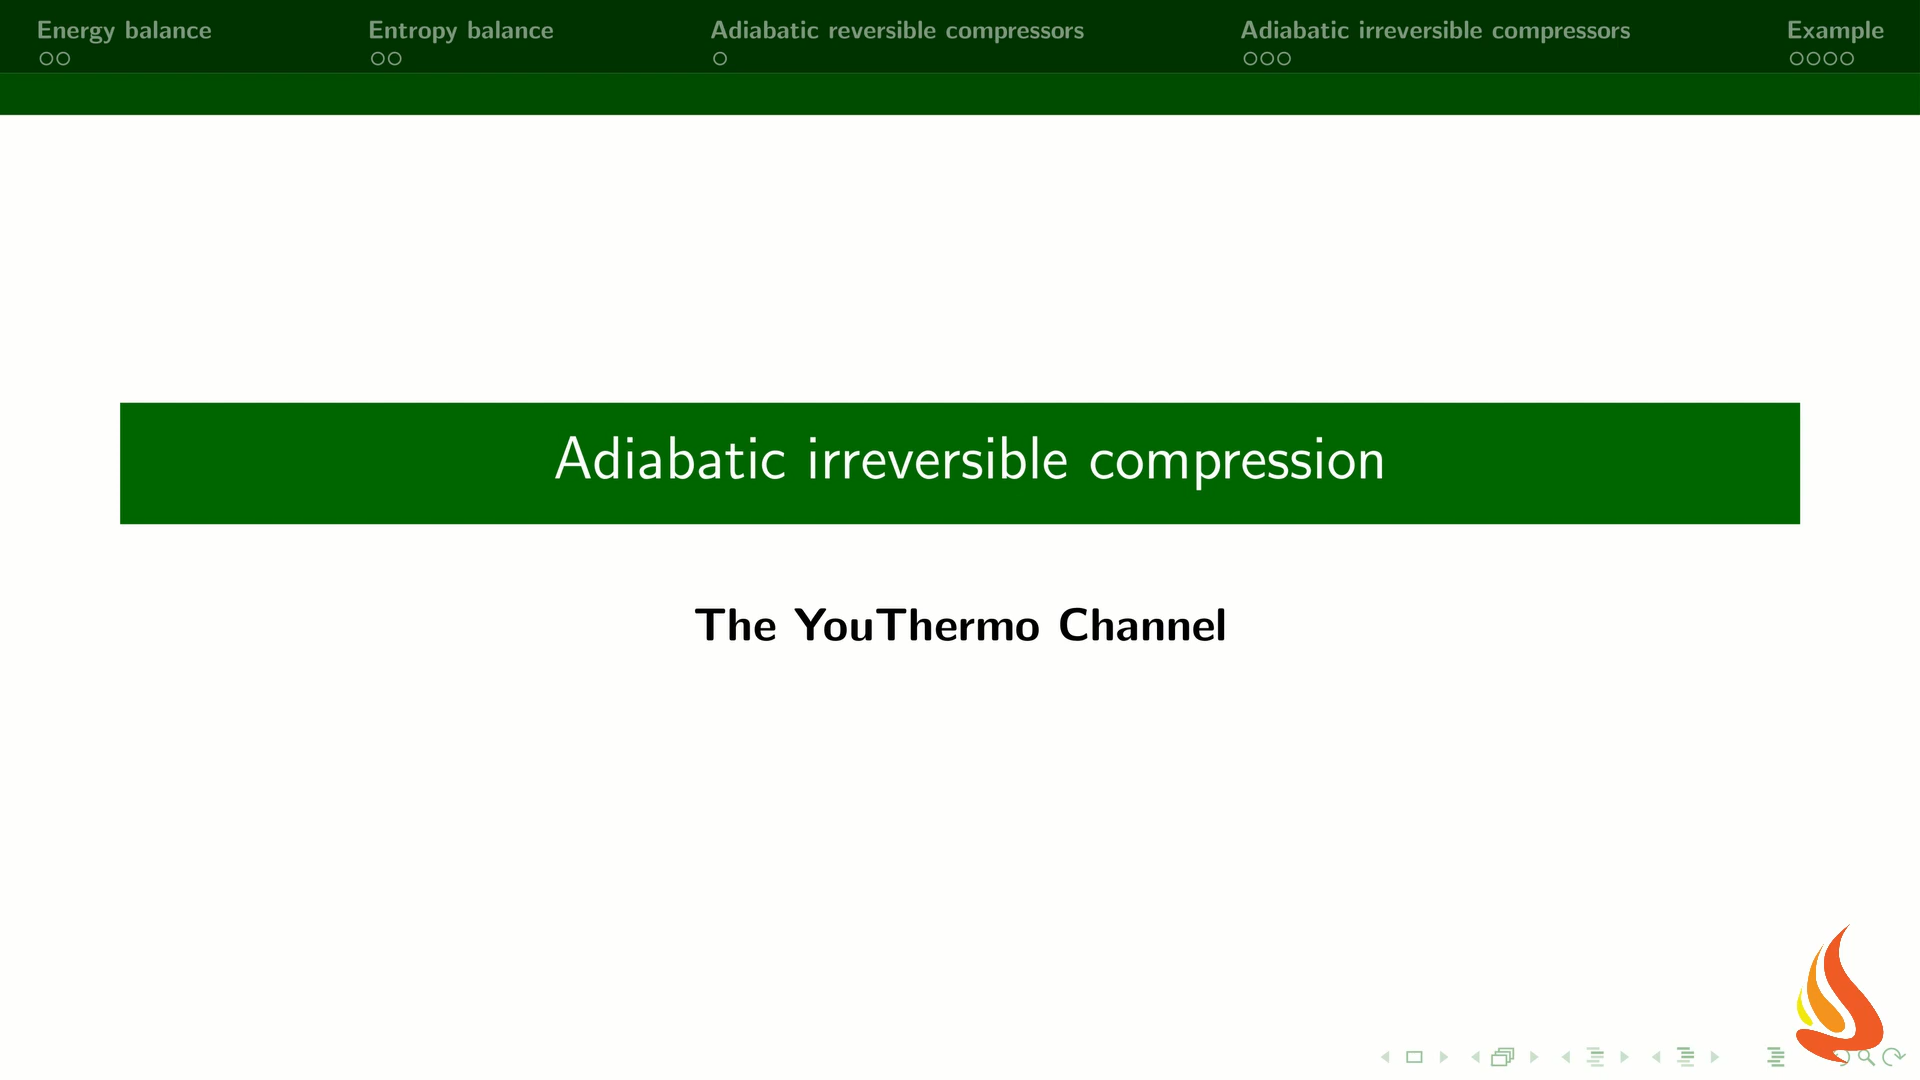 Energy balance
Entropy balance
Adiabatic reversible compressors
Adiabatic irreversible compressors
Example
Adiabatic irreversible compression
The YouThermo Channel